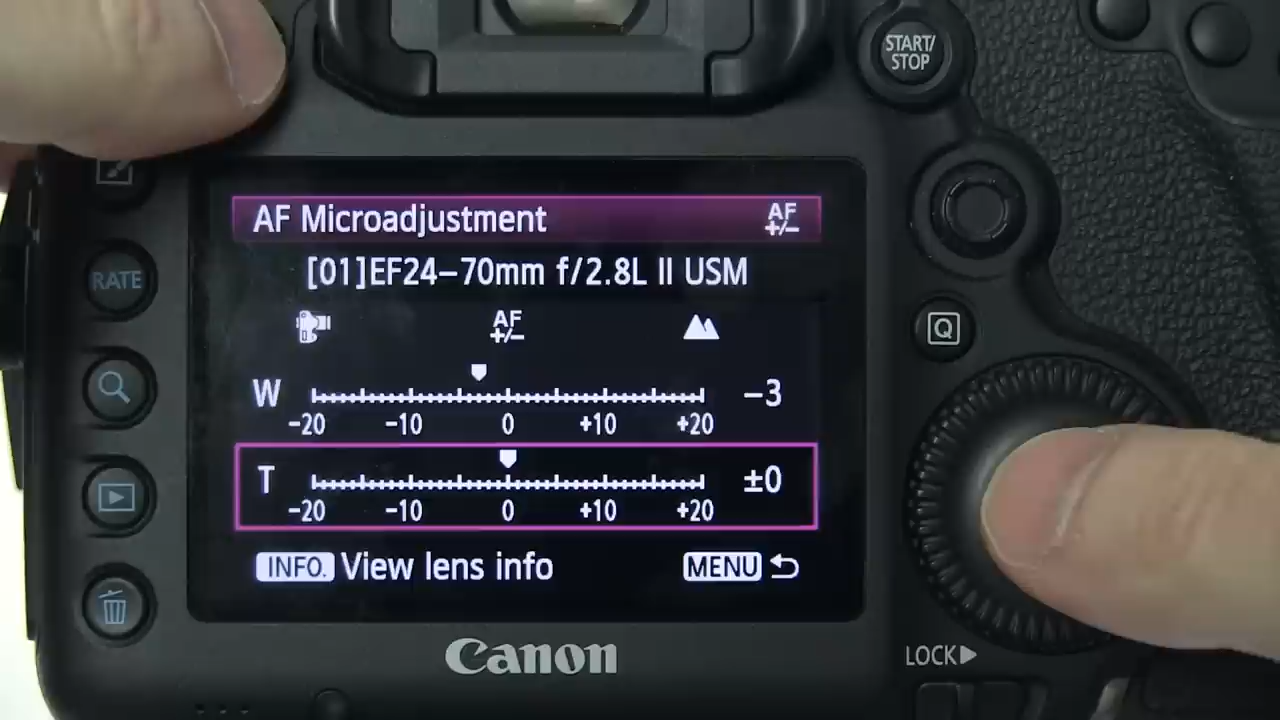 START/
STOP
AF Microadjustment AF +/−
[01]EF24−70mm f/2.8L II USM
RATE
AF
+/−
Q
W −3
−20 −10 0 +10 +20
T ±0
−20 −10 0 +10 +20
INFO. View lens info MENU
Canon
LOCK